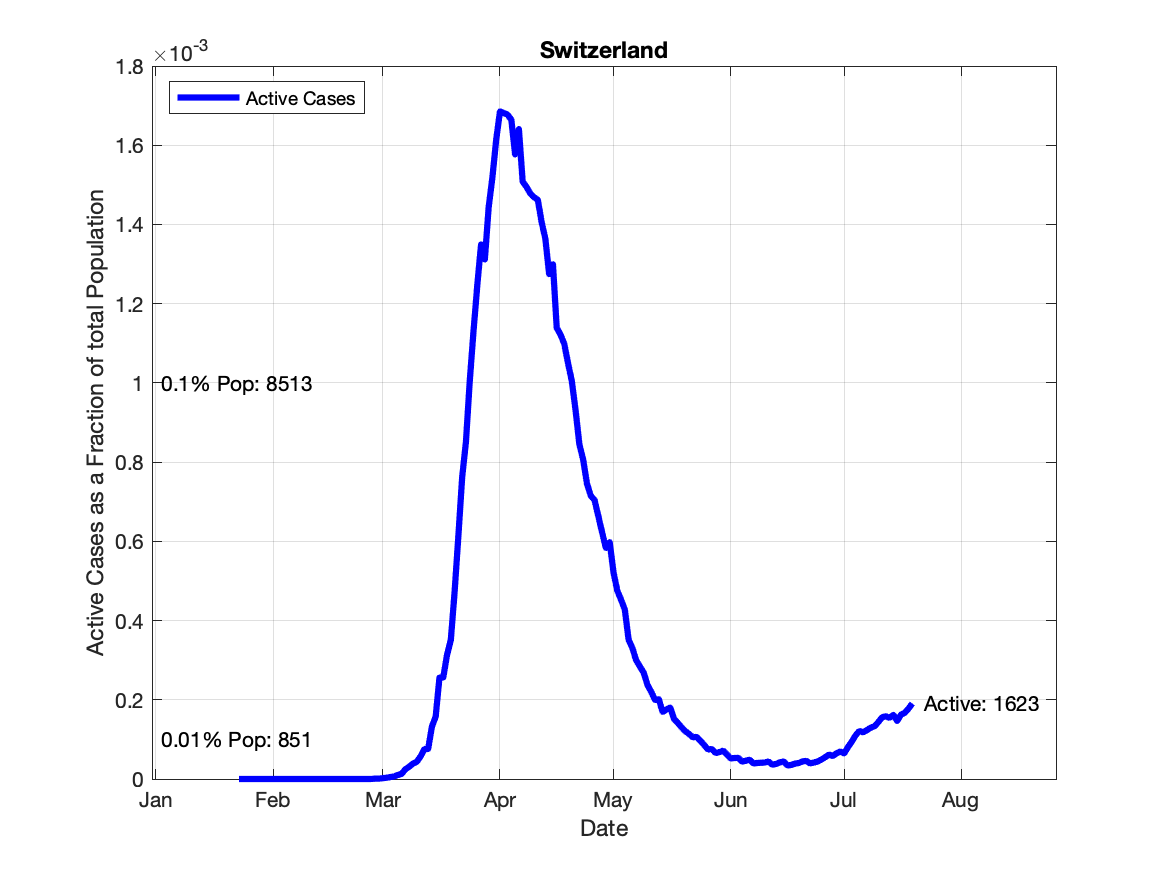 Switzerland
×10-3
Active Cases
1.8
1.6
1.4
1.2
1
0.8
0.6
0.4
0.2
0
0.1% Pop: 8513
0.01% Pop: 851
Active: 1623
Active Cases as a Fraction of total Population
Jan Feb Mar Apr May Jun Jul Aug
Date